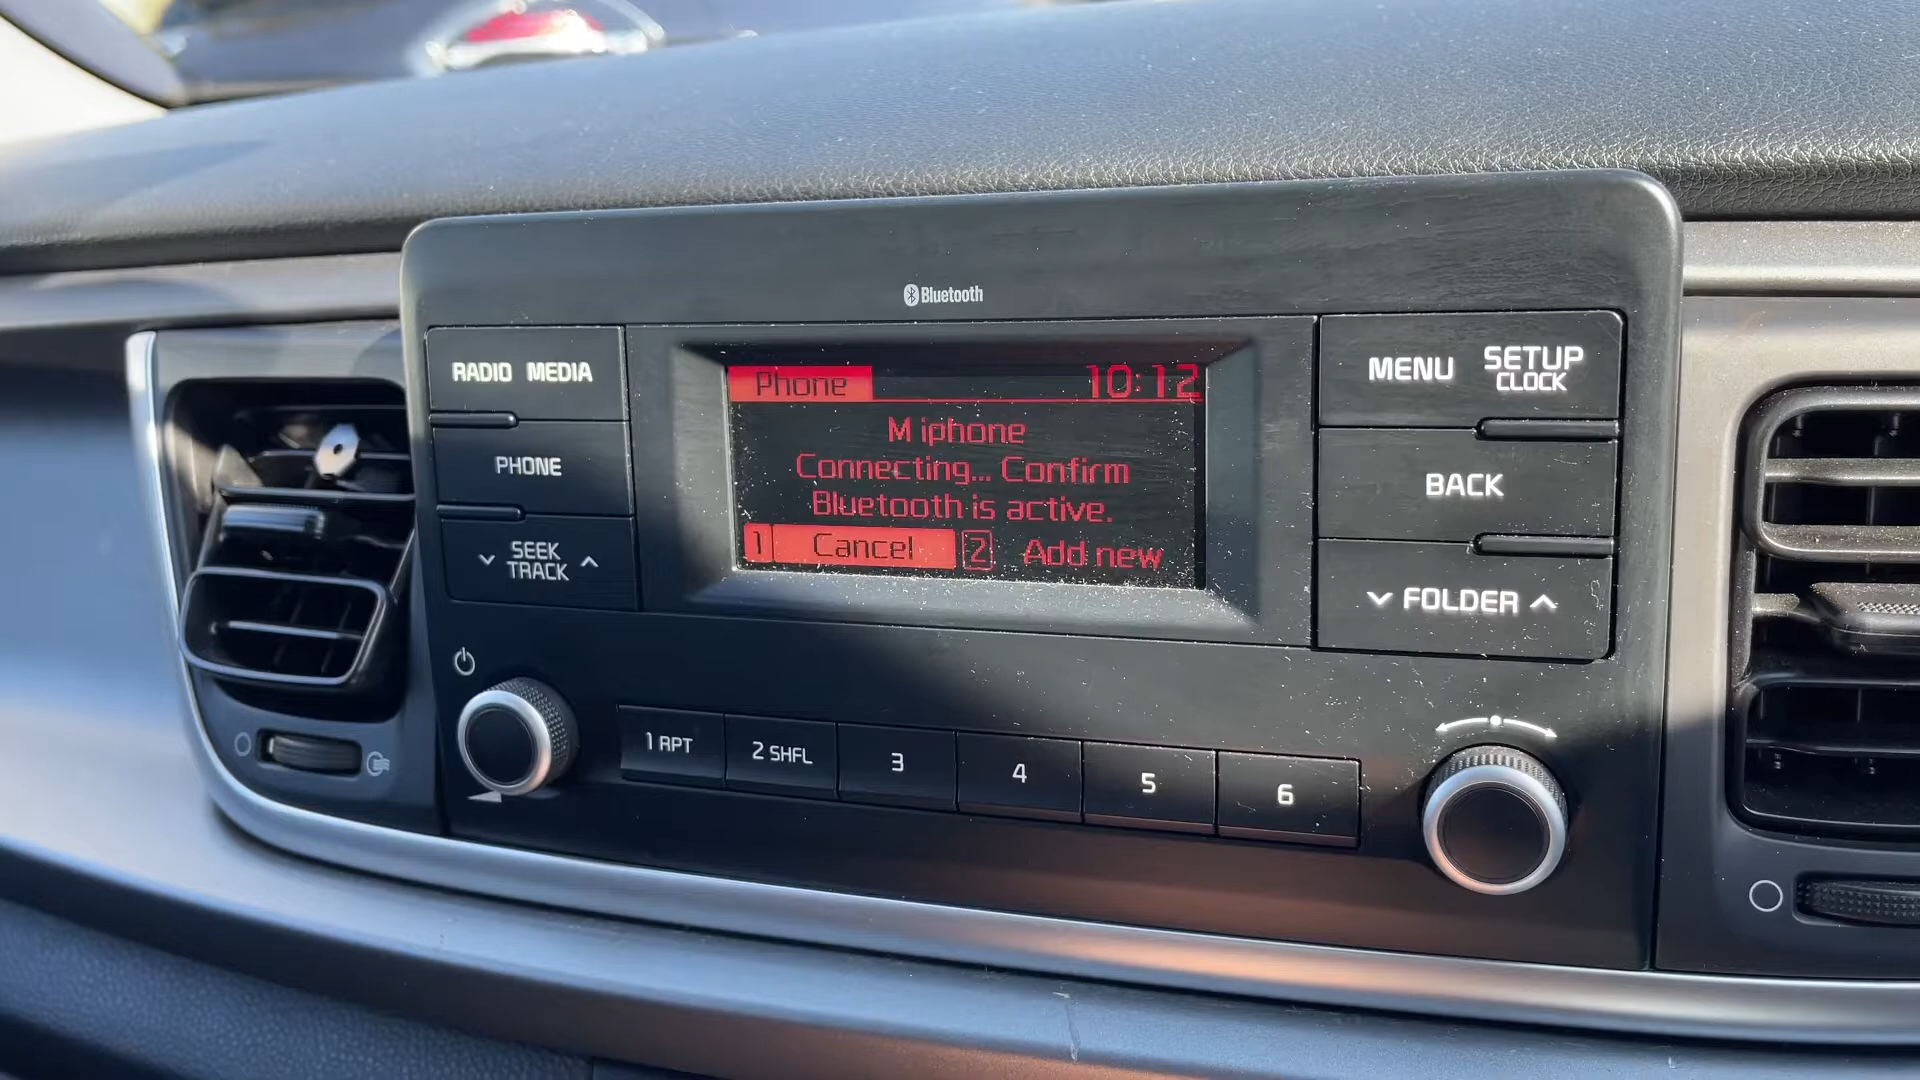 Bluetooth
RADIO MEDIA
PHONE
SEEK
TRACK
Phone 10:12
M iphone
Connecting... Confirm
Bluetooth is active.
1 Cancel 2 Add new
MENU SETUP
CLOCK
BACK
FOLDER
1 RPT
2 SHFL
3
4
5
6